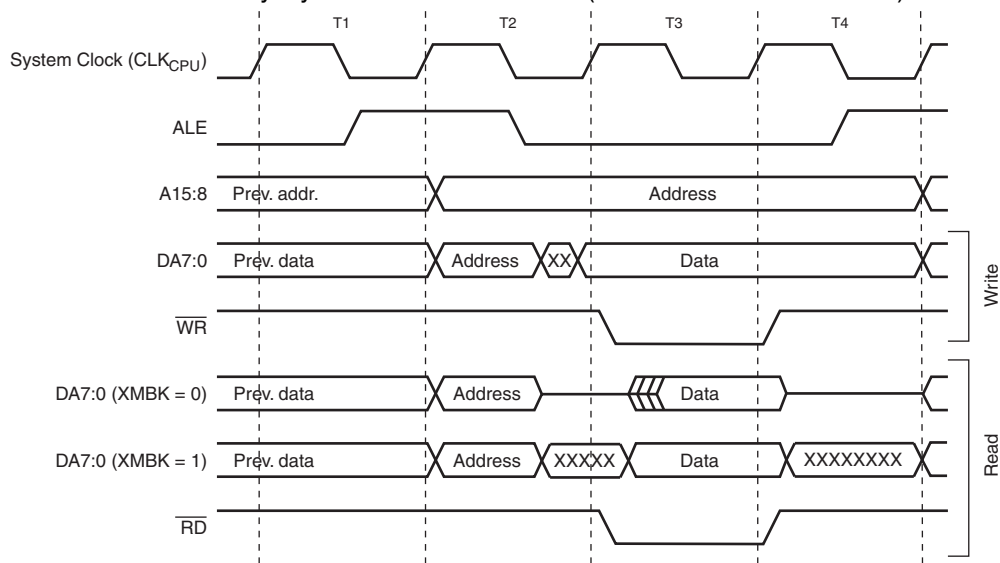 T1 T2 T3 T4
System Clock (CLKCPU)
ALE
A15:8 Prev. addr. Address
DA7:0 Prev. data Address XX Data
WR
Write
DA7:0 (XMBK = 0) Prev. data Address Data
DA7:0 (XMBK = 1) Prev. data Address XXXXX Data XXXXXXXX
RD
Read